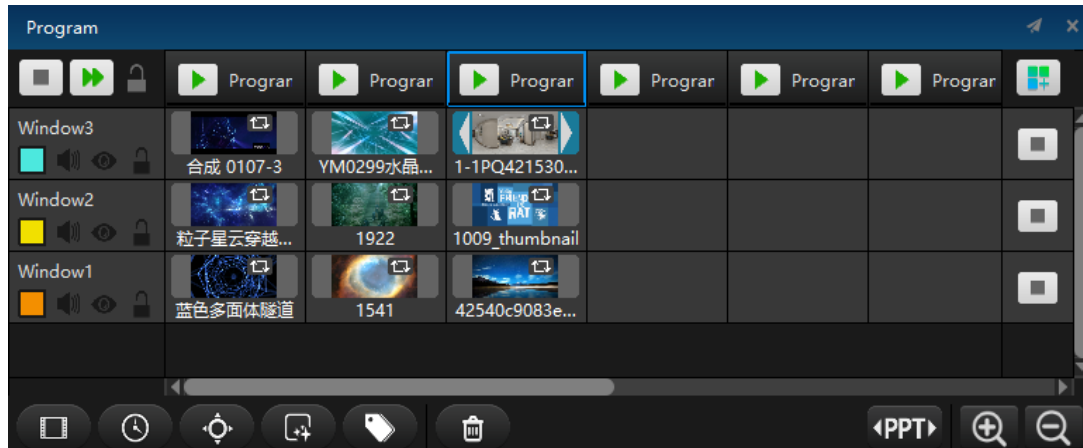 Program
Prograr Prograr Prograr Prograr Prograr Prograr
Window3
合成 0107-3 YM0299水晶... 1-1PQ421530...
Window2
粒子星云穿越... 1922 1009_thumbnail
Window1
蓝色多面体隧道 1541 42540c9083e...
PPT